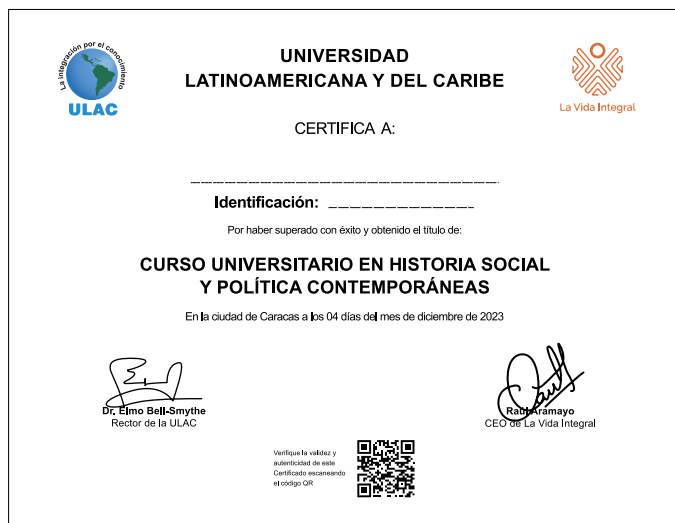 La integración por el conocimiento
ULAC
UNIVERSIDAD
LATINOAMERICANA Y DEL CARIBE
La Vida Integral
CERTIFICA A:
Identificación:
Por haber superado con éxito y obtenido el título de:
CURSO UNIVERSITARIO EN HISTORIA SOCIAL
Y POLÍTICA CONTEMPORÁNEAS
En la ciudad de Caracas a los 04 días del mes de diciembre de 2023
Dr. Elmo Bell-Smythe
Rector de la ULAC
Raúl Aramayo
CEO de La Vida Integral
Verifique la validez y
autenticidad de este
Certificado escaneando
el código QR